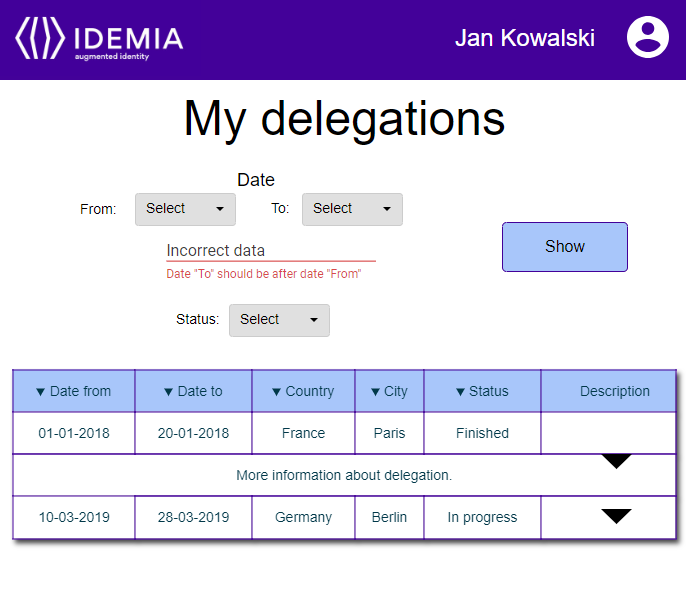 IDEMIA
augmented identity
Jan Kowalski
My delegations
Date
From: Select To: Select
Incorrect data
Date "To" should be after date "From"
Show
Status: Select
Date from Date to Country City Status Description
01-01-2018 20-01-2018 France Paris Finished
More information about delegation.
10-03-2019 28-03-2019 Germany Berlin In progress